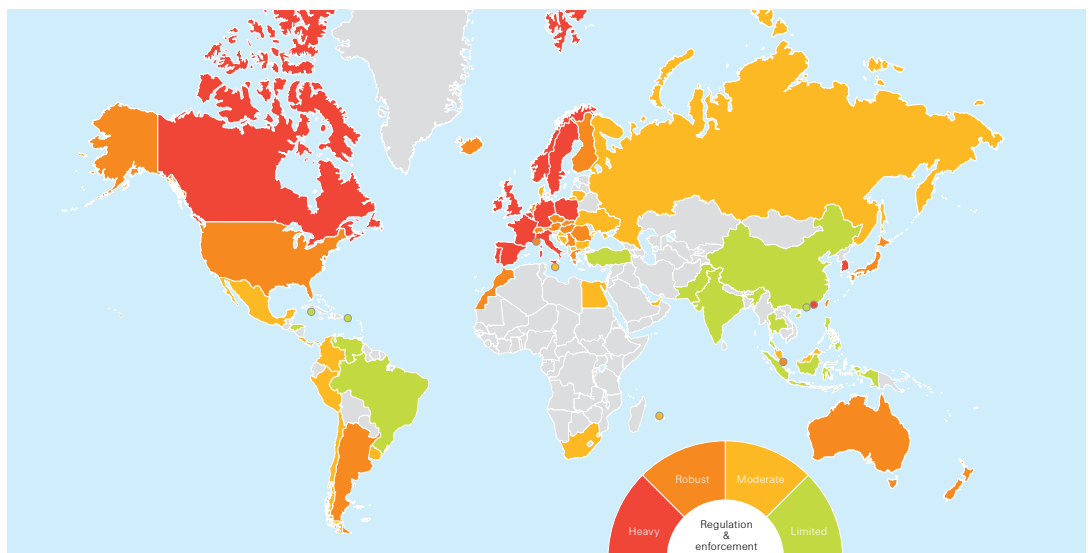 Robust
Moderate
Heavy
Limited
Regulation
&
enforcement